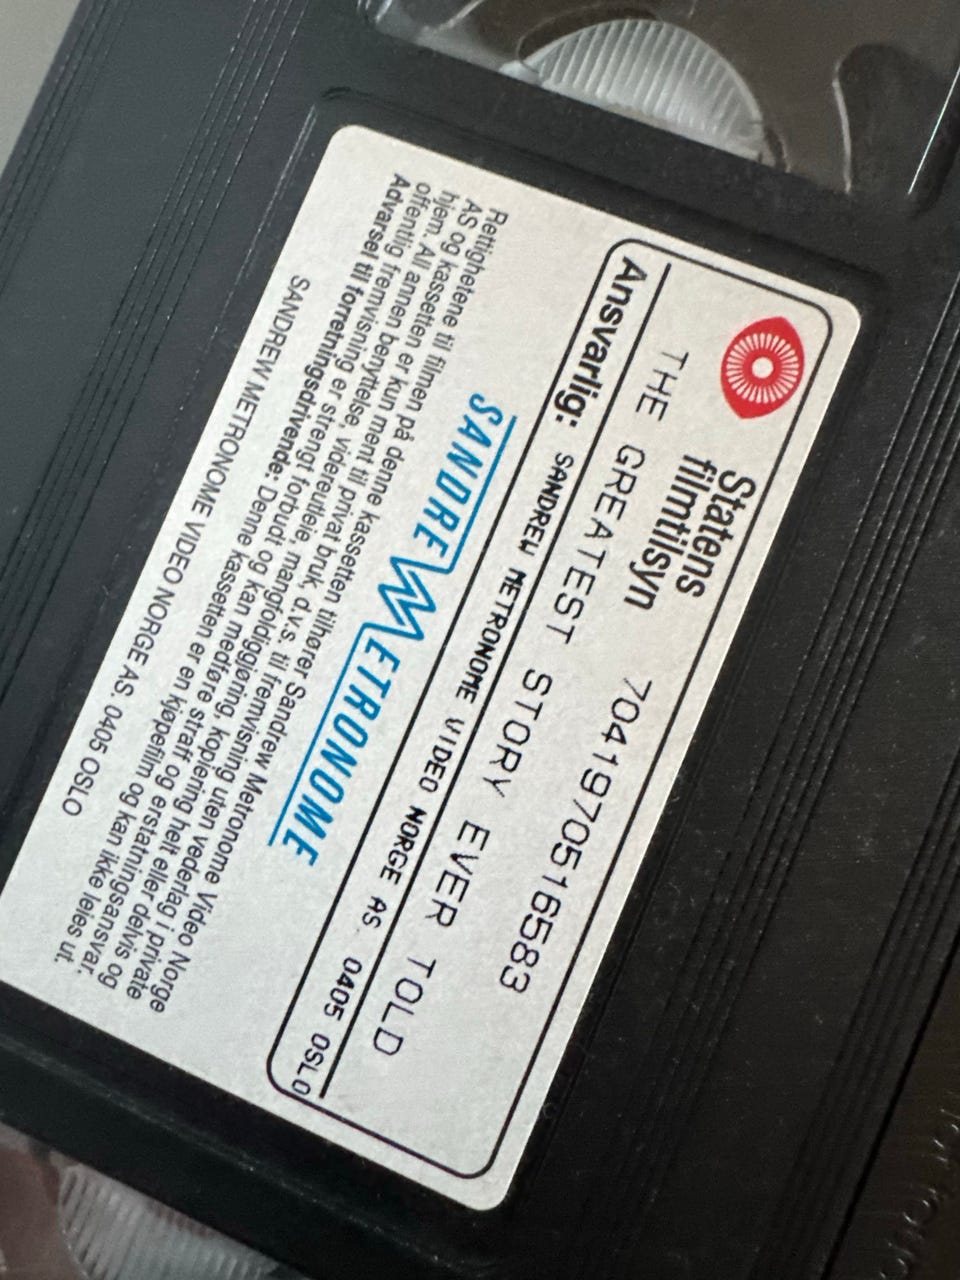 Statens
filmtilsyn 7041970516583
THE GREATEST STORY EVER TOLD
Ansvarlig: SANDREW METRONOME VIDEO NORGE AS 0405 OSLO
SANDREW METRONOME
Rettighetene til filmen på denne kassetten tilhører Sandrew Metronome Video Norge
AS og kassetten er kun ment til privat bruk, d.v.s. til fremvisning uten vederlag i private
hjem. All annen benyttelse, videreutleie, mangfoldiggjøring, kopiering helt eller delvis og
offentlig fremvisning er strengt forbudt og kan medføre straff og erstatningsansvar.
Advarsel til forretningsdrivende: Denne kassetten er en kjøpefilm og kan ikke leies ut.
SANDREW METRONOME VIDEO NORGE AS. 0405 OSLO